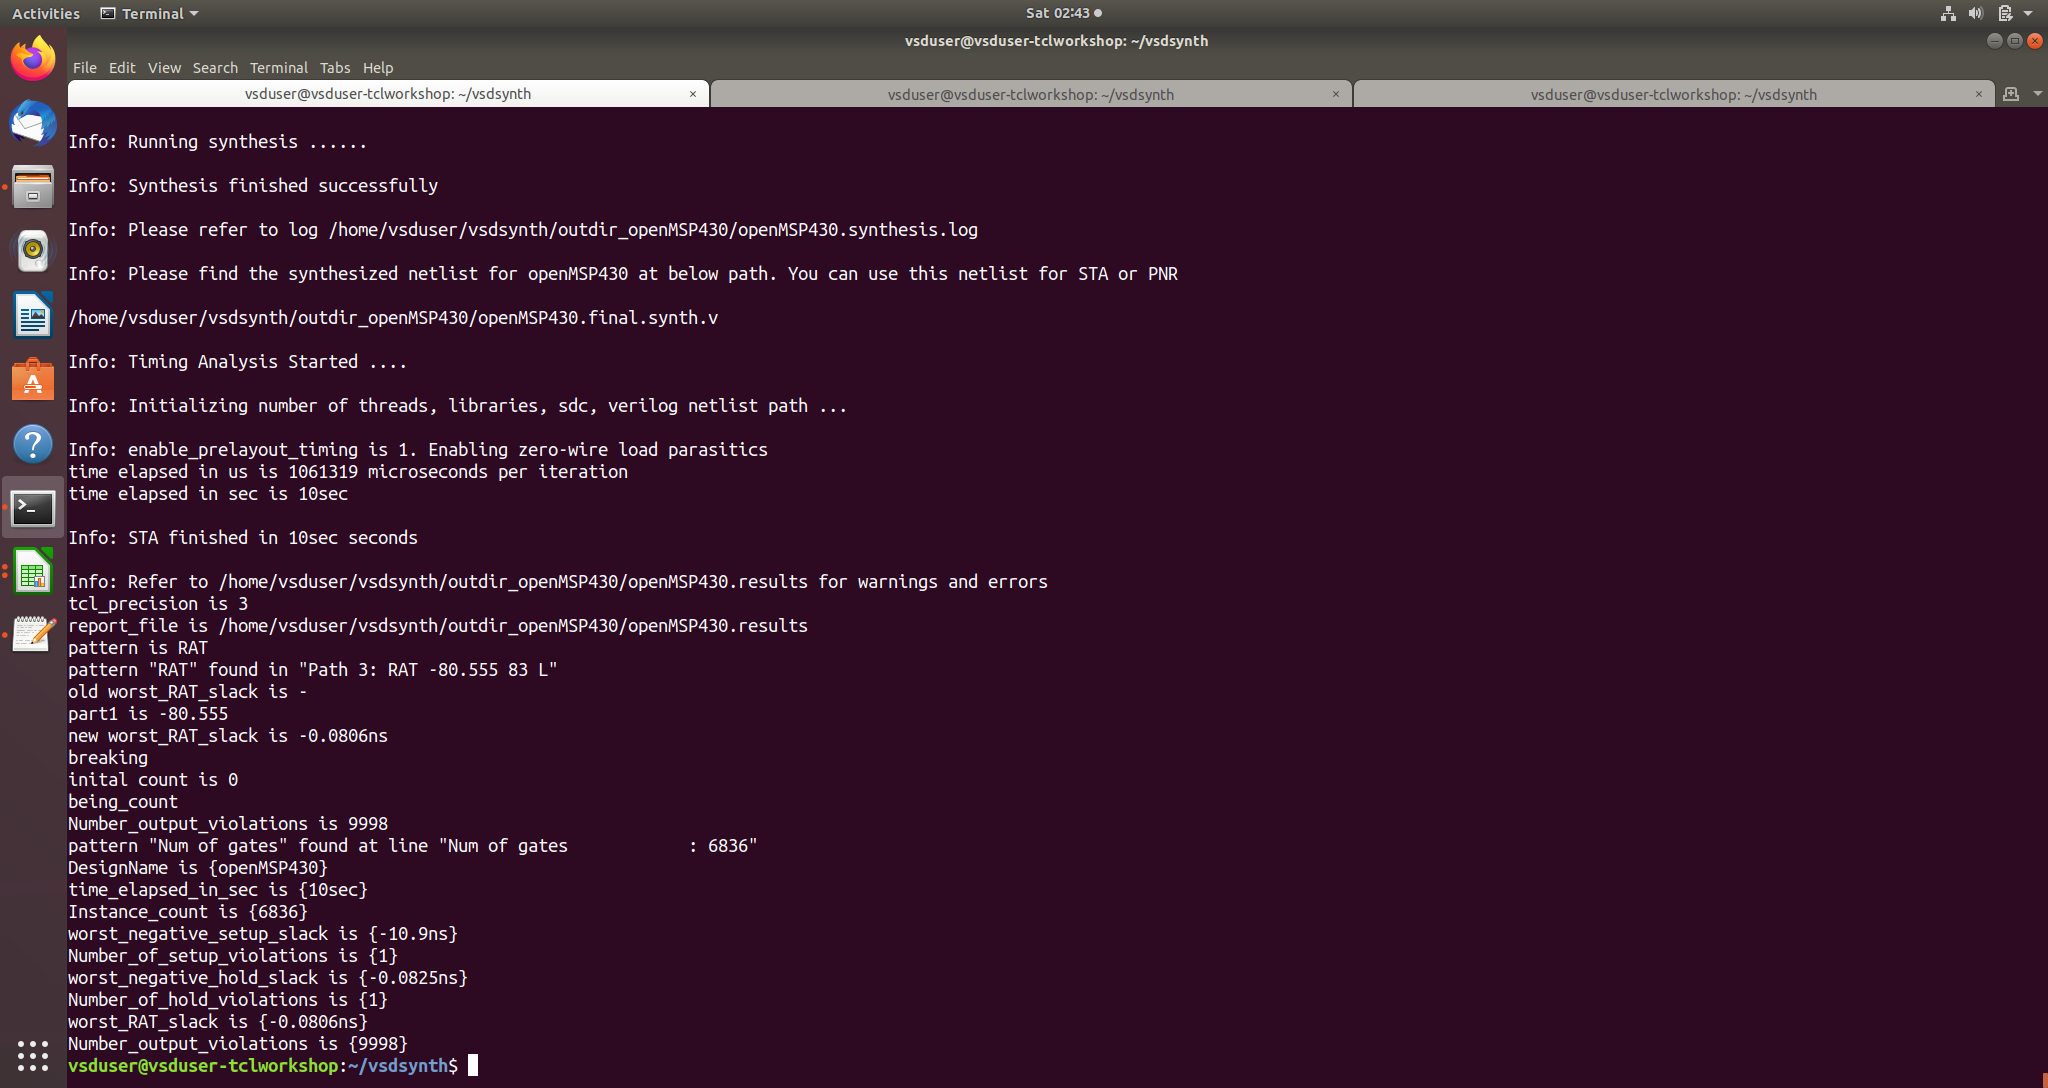 Activities Terminal Sat 02:43
vsduser@vsduser-tclworkshop: ~/vsdsynth
File Edit View Search Terminal Tabs Help
vsduser@vsduser-tclworkshop: ~/vsdsynth × vsduser@vsduser-tclworkshop: ~/vsdsynth × vsduser@vsduser-tclworkshop: ~/vsdsynth ×
Info: Running synthesis ......
Info: Synthesis finished successfully
Info: Please refer to log /home/vsduser/vsdsynth/outdir_openMSP430/openMSP430.synthesis.log
Info: Please find the synthesized netlist for openMSP430 at below path. You can use this netlist for STA or PNR
/home/vsduser/vsdsynth/outdir_openMSP430/openMSP430.final.synth.v
Info: Timing Analysis Started ....
Info: Initializing number of threads, libraries, sdc, verilog netlist path ...
Info: enable_prelayout_timing is 1. Enabling zero-wire load parasitics
time elapsed in us is 1061319 microseconds per iteration
time elapsed in sec is 10sec
Info: STA finished in 10sec seconds
Info: Refer to /home/vsduser/vsdsynth/outdir_openMSP430/openMSP430.results for warnings and errors
tcl_precision is 3
report_file is /home/vsduser/vsdsynth/outdir_openMSP430/openMSP430.results
pattern is RAT
pattern "RAT" found in "Path 3: RAT -80.555 83 L"
old worst_RAT_slack is -
part1 is -80.555
new worst_RAT_slack is -0.0806ns
breaking
inital count is 0
being_count
Number_output_violations is 9998
pattern "Num of gates" found at line "Num of gates            : 6836"
DesignName is {openMSP430}
time_elapsed_in_sec is {10sec}
Instance_count is {6836}
worst_negative_setup_slack is {-10.9ns}
Number_of_setup_violations is {1}
worst_negative_hold_slack is {-0.0825ns}
Number_of_hold_violations is {1}
worst_RAT_slack is {-0.0806ns}
Number_output_violations is {9998}
vsduser@vsduser-tclworkshop:~/vsdsynth$